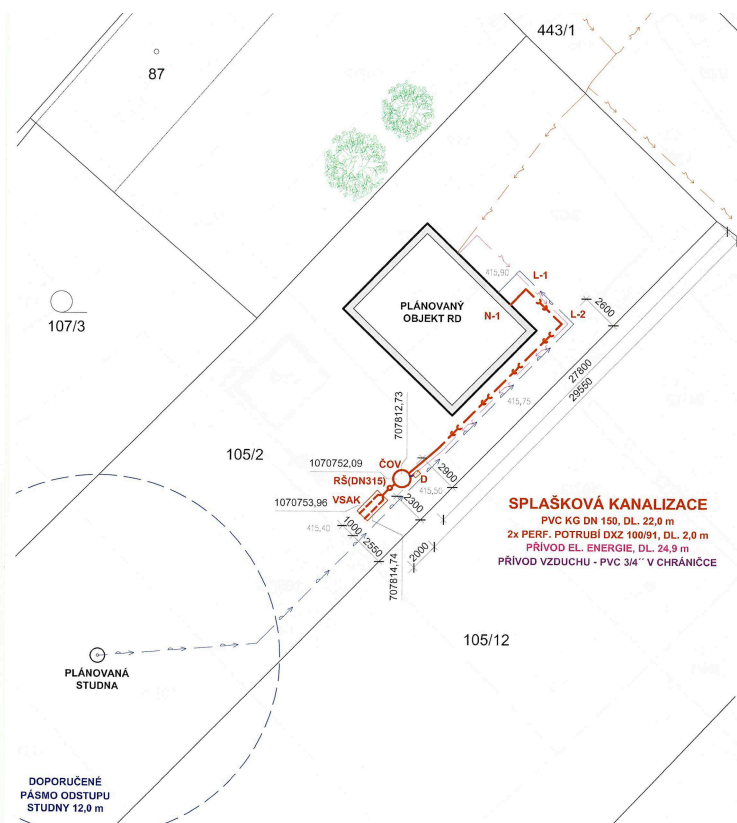 443/1
87
107/3
415,90
L-1
PLÁNOVANÝ
OBJEKT RD
N-1
L-2
2600
27800
29550
415,75
707812,73
105/2
1070752,09
ČOV
RŠ(DN315)
D
2900
415,50
1070753,96
VSAK
2300
415,40
1000
2550
2000
707814,74
SPLAŠKOVÁ KANALIZACE
PVC KG DN 150, DL. 22,0 m
2x PERF. POTRUBÍ DXZ 100/91, DL. 2,0 m
PŘÍVOD EL. ENERGIE, DL. 24,9 m
PŘÍVOD VZDUCHU - PVC 3/4´´ V CHRÁNIČCE
105/12
PLÁNOVANÁ
STUDNA
DOPORUČENÉ
PÁSMO ODSTUPU
STUDNY 12,0 m